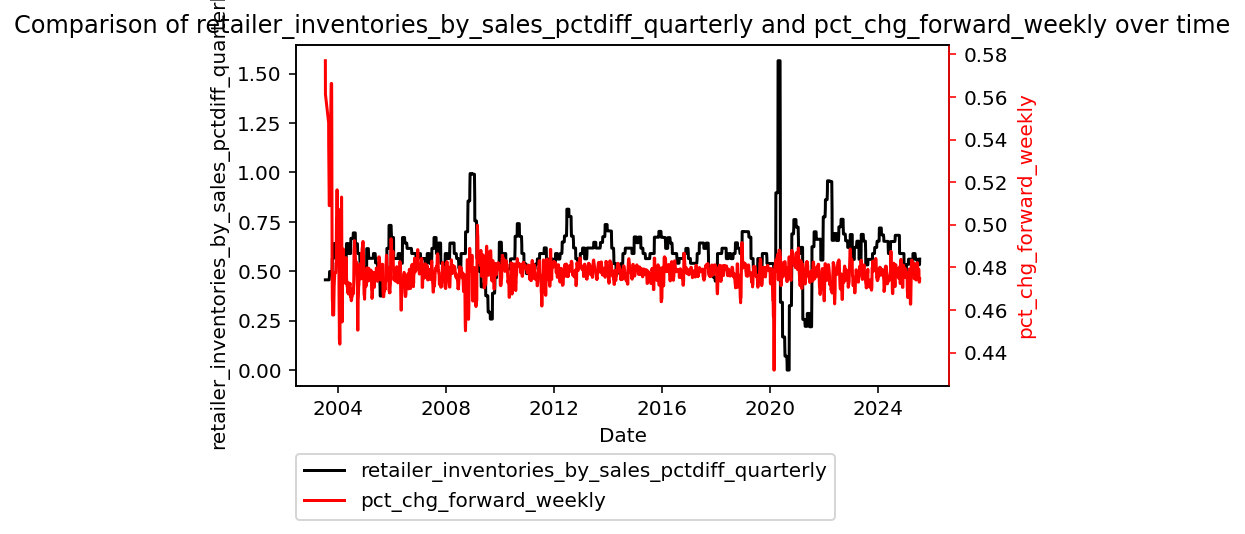 Comparison of retailer_inventories_by_sales_pctdiff_quarterly and pct_chg_forward_weekly over time
retailer_inventories_by_sales_pctdiff_quarterly
1.50
1.25
1.00
0.75
0.50
0.25
0.00
0.58
0.56
0.54
0.52
0.50
0.48
0.46
0.44
pct_chg_forward_weekly
2004 2008 2012 2016 2020 2024
Date
retailer_inventories_by_sales_pctdiff_quarterly
pct_chg_forward_weekly